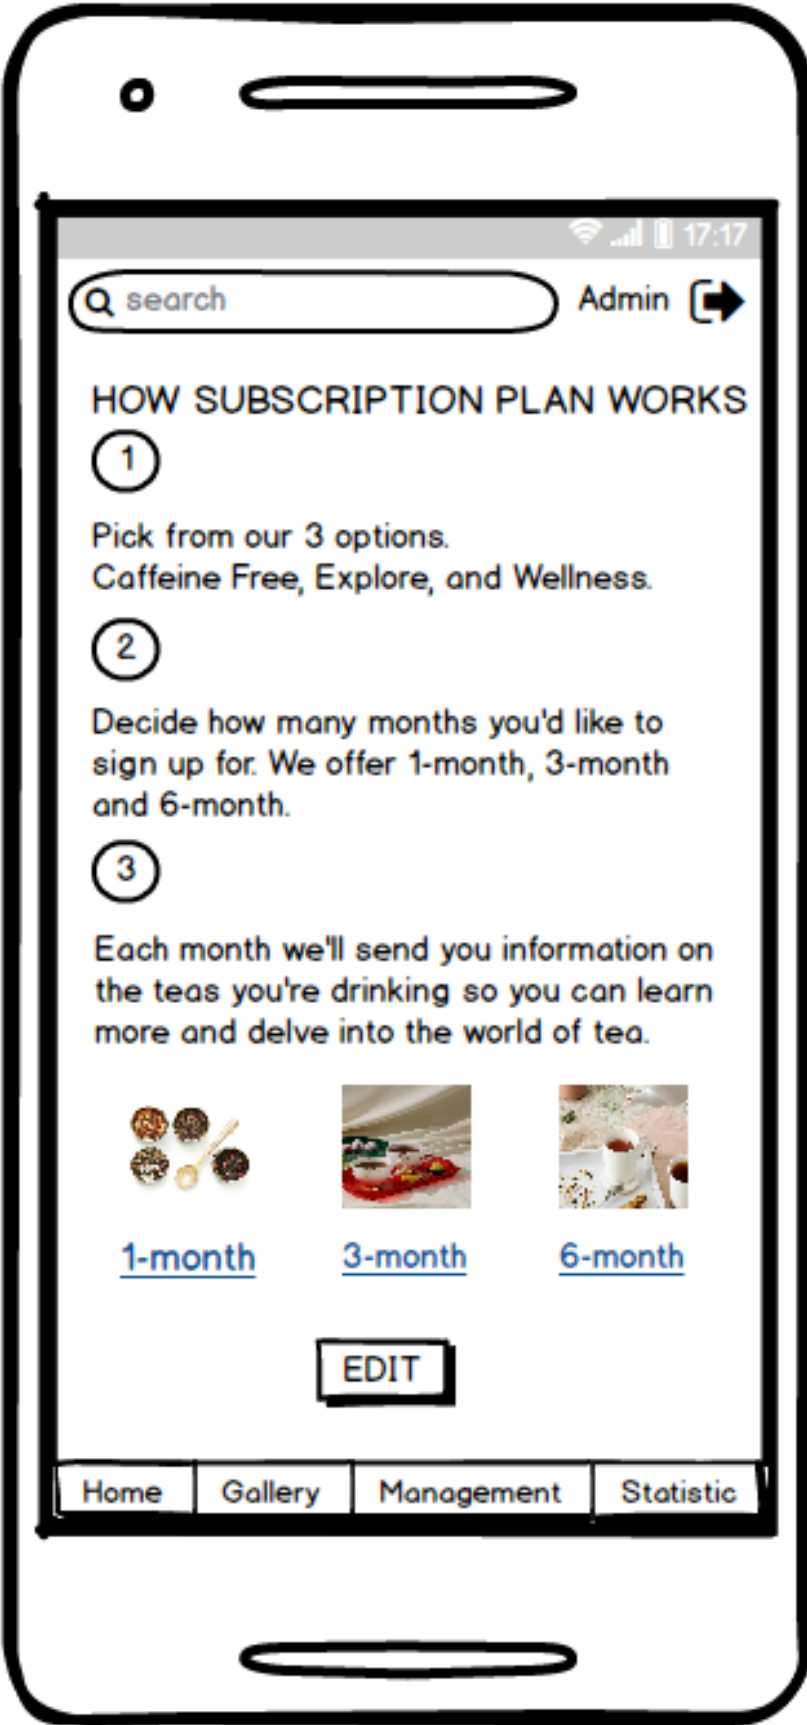 17:17
search
Admin
HOW SUBSCRIPTION PLAN WORKS
1
Pick from our 3 options.
Caffeine Free, Explore, and Wellness.
2
Decide how many months you'd like to
sign up for. We offer 1-month, 3-month
and 6-month.
3
Each month we'll send you information on
the teas you're drinking so you can learn
more and delve into the world of tea.
1-month 3-month 6-month
EDIT
Home Gallery Management Statistic